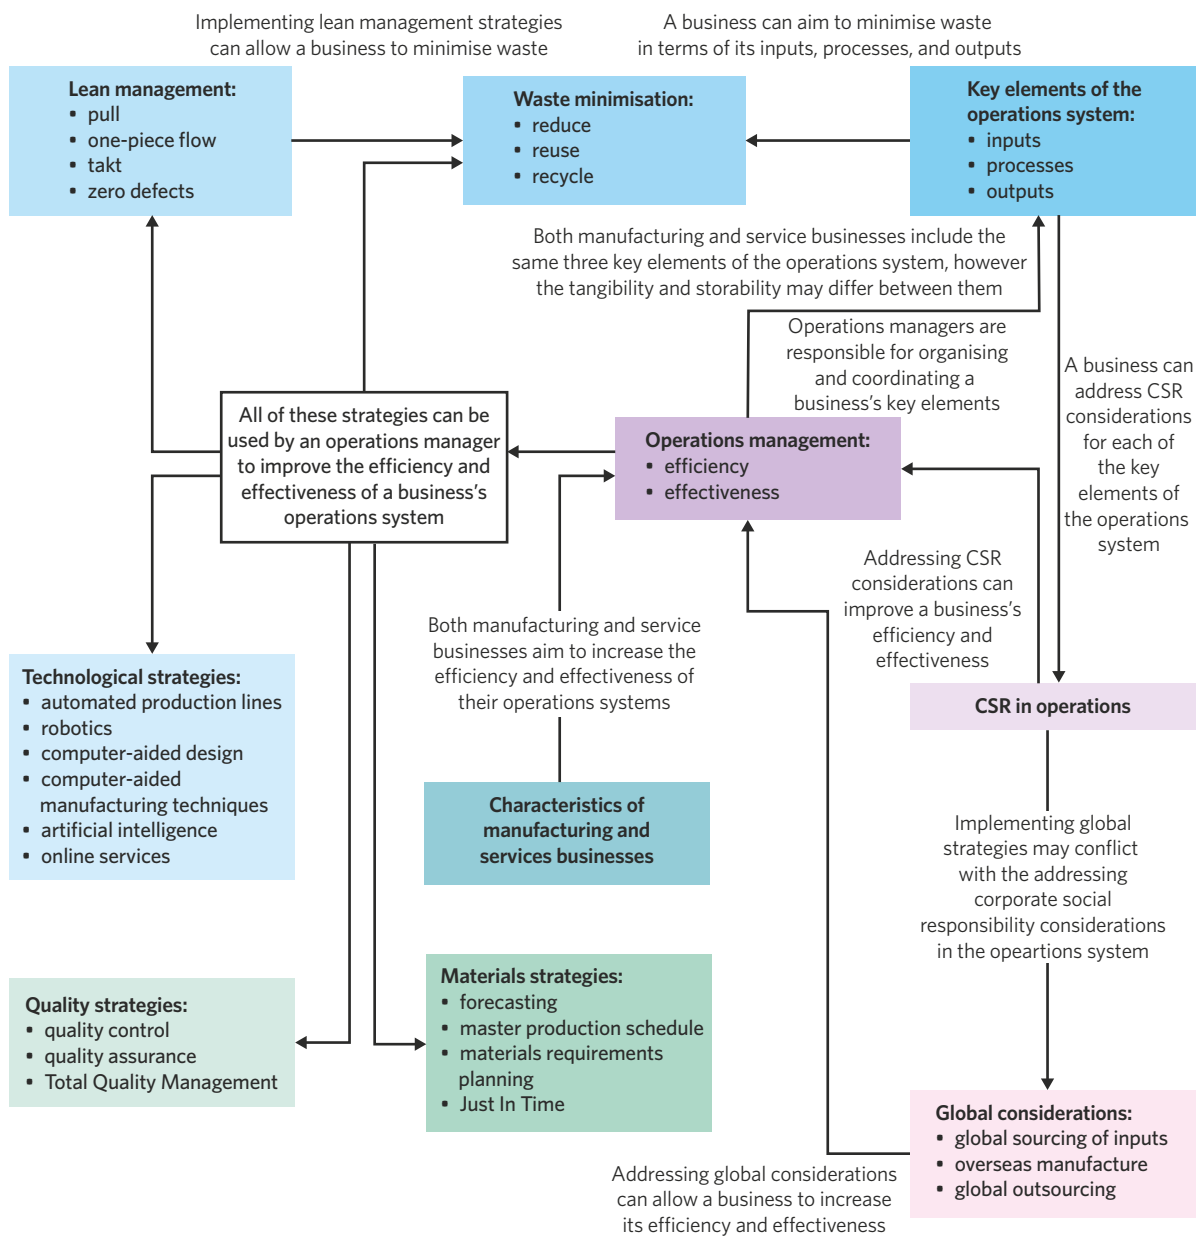 Implementing lean management strategies
can allow a business to minimise waste
A business can aim to minimise waste
in terms of its inputs, processes, and outputs
Lean management:
▪ pull
▪ one-piece flow
▪ takt
▪ zero defects
Waste minimisation:
▪ reduce
▪ reuse
▪ recycle
Key elements of the
operations system:
▪ inputs
▪ processes
▪ outputs
Both manufacturing and service businesses include the
same three key elements of the operations system, however
the tangibility and storability may differ between them
Operations managers are
responsible for organising
and coordinating a
business's key elements
A business can
address CSR
considerations
for each of
the key
elements of
the operations
system
All of these strategies can be
used by an operations manager
to improve the efficiency and
effectiveness of a business's
operations system
Operations management:
▪ efficiency
▪ effectiveness
Addressing CSR
considerations can
improve a business's
efficiency and
effectiveness
Both manufacturing and service
businesses aim to increase the
efficiency and effectiveness of
their operations systems
Technological strategies:
▪ automated production lines
▪ robotics
▪ computer-aided design
▪ computer-aided
manufacturing techniques
▪ artificial intelligence
▪ online services
CSR in operations
Characteristics of
manufacturing and
services businesses
Implementing global
strategies may conflict
with the addressing
corporate social
responsibility considerations
in the opeartions system
Quality strategies:
▪ quality control
▪ quality assurance
▪ Total Quality Management
Materials strategies:
▪ forecasting
▪ master production schedule
▪ materials requirements
planning
▪ Just In Time
Global considerations:
▪ global sourcing of inputs
▪ overseas manufacture
▪ global outsourcing
Addressing global considerations
can allow a business to increase
its efficiency and effectiveness